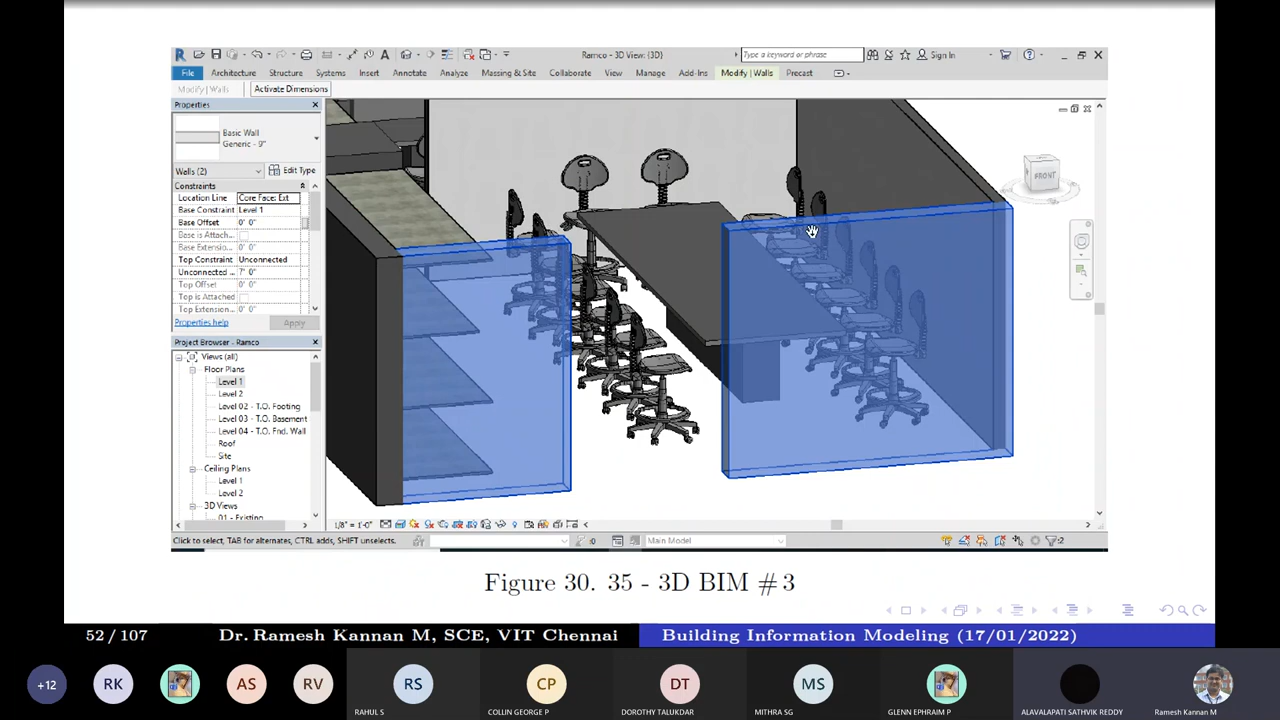 Ramco - 3D View: {3D}
Type a keyword or phrase
Sign In
File Architecture Structure Systems Insert Annotate Analyze Massing & Site Collaborate View Manage Add-Ins Modify | Walls Precast
Modify | Walls Activate Dimensions
Properties
Basic Wall
Generic - 9"
Walls (2) Edit Type
Constraints
Location Line Core Face: Ext
Base Constraint Level 1
Base Offset 0' 0"
Base is Attach...
Base Extensio... 0' 0"
Top Constraint Unconnected
Unconnected ... 7' 0"
Top Offset 0' 0"
Top is Attached
Top Extension... 0' 0"
Properties help Apply
Project Browser - Ramco
Views (all)
Floor Plans
Level 1
Level 2
Level 02 - T.O. Footing
Level 03 - T.O. Basement
Level 04 - T.O. Fnd. Wall
Roof
Site
Ceiling Plans
Level 1
Level 2
3D Views
01 - Existing
FRONT
1/8" = 1'-0"
Click to select, TAB for alternates, CTRL adds, SHIFT unselects.
:0
Main Model
:2
Figure 30. 35 - 3D BIM # 3
52 / 107 Dr. Ramesh Kannan M, SCE, VIT Chennai Building Information Modeling (17/01/2022)
+12 RK AS RV RS CP DT MS
RAHUL S COLLIN GEORGE P DOROTHY TALUKDAR MITHRA SG GLENN EPHRAIM P ALAVALAPATI SATHVIK REDDY Ramesh Kannan M